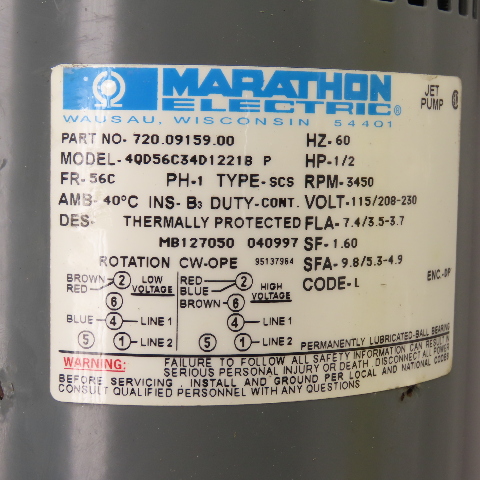 MARATHON
ELECTRIC®
WAUSAU, WISCONSIN 54401
JET
PUMP
PART NO- 720.09159.00 HZ- 60
MODEL- 4QD56C34D1221B P HP-1/2
FR- 56C PH-1 TYPE-SCS RPM-3450
AMB- 40°C INS- B3 DUTY-CONT. VOLT-115/208-230
DES- THERMALLY PROTECTED FLA- 7.4/3.5-3.7
MB127050 040997 SF- 1.60
ROTATION CW-OPE 95137964 SFA- 9.8/5.3-4.9
CODE- L ENC.-DP
BROWN 2 LOW VOLTAGE
RED
6
BLUE 4 LINE 1
5 1 LINE 2
RED 2 HIGH VOLTAGE
BLUE
BROWN 6
4 LINE 1
5 1 LINE 2
PERMANENTLY LUBRICATED-BALL BEARING
WARNING: FAILURE TO FOLLOW ALL SAFETY INFORMATION CAN RESULT IN
SERIOUS PERSONAL INJURY OR DEATH. DISCONNECT ALL POWER
BEFORE SERVICING. INSTALL AND GROUND PER LOCAL AND NATIONAL CODES
CONSULT QUALIFIED PERSONNEL WITH ANY QUESTIONS